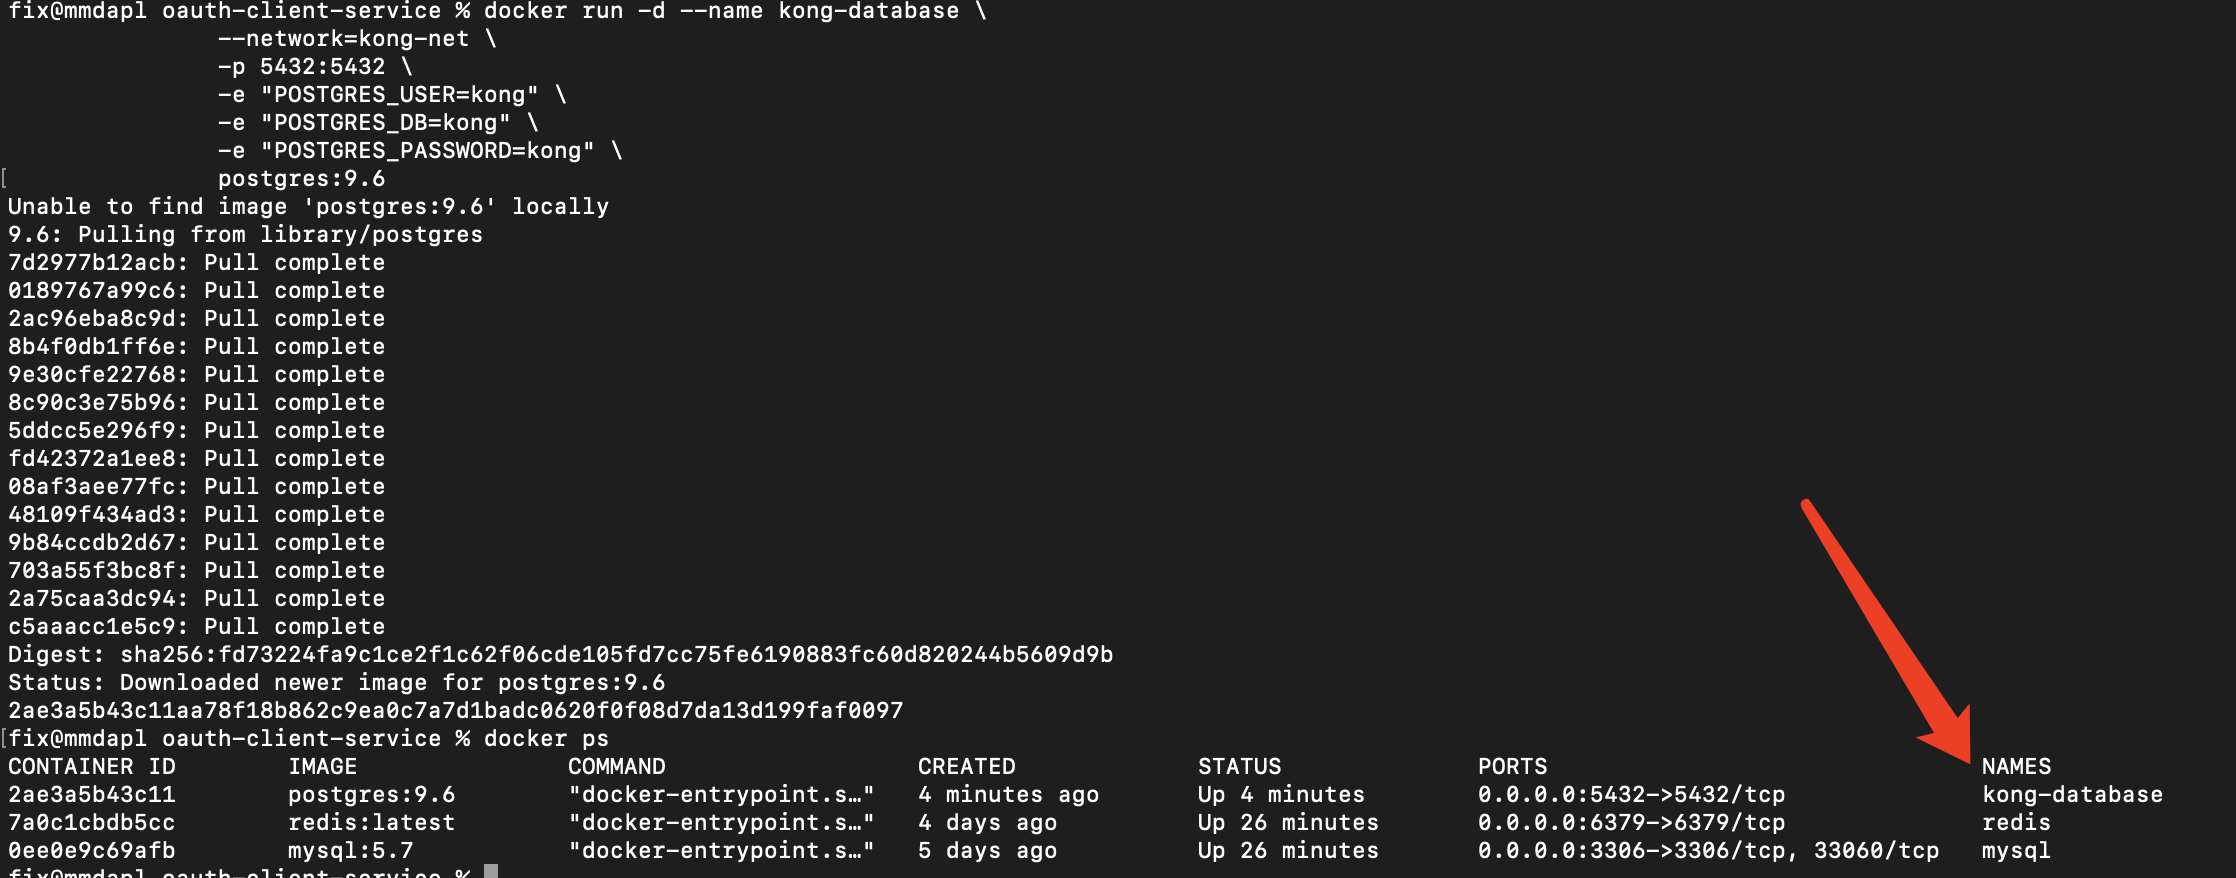 fix@mmdapl oauth-client-service % docker run -d --name kong-database \
--network=kong-net \
-p 5432:5432 \
-e "POSTGRES_USER=kong" \
-e "POSTGRES_DB=kong" \
-e "POSTGRES_PASSWORD=kong" \
[ postgres:9.6
Unable to find image 'postgres:9.6' locally
9.6: Pulling from library/postgres
7d2977b12acb: Pull complete
0189767a99c6: Pull complete
2ac96eba8c9d: Pull complete
8b4f0db1ff6e: Pull complete
9e30cfe22768: Pull complete
8c90c3e75b96: Pull complete
5ddcc5e296f9: Pull complete
fd42372a1ee8: Pull complete
08af3aee77fc: Pull complete
48109f434ad3: Pull complete
9b84ccdb2d67: Pull complete
703a55f3bc8f: Pull complete
2a75caa3dc94: Pull complete
c5aaacc1e5c9: Pull complete
Digest: sha256:fd73224fa9c1ce2f1c62f06cde105fd7cc75fe6190883fc60d820244b5609d9b
Status: Downloaded newer image for postgres:9.6
2ae3a5b43c11aa78f18b862c9ea0c7a7d1badc0620f0f08d7da13d199faf0097
[fix@mmdapl oauth-client-service % docker ps
CONTAINER ID IMAGE COMMAND CREATED STATUS PORTS NAMES
2ae3a5b43c11 postgres:9.6 "docker-entrypoint.s…" 4 minutes ago Up 4 minutes 0.0.0.0:5432->5432/tcp kong-database
7a0c1cbdb5cc redis:latest "docker-entrypoint.s…" 4 days ago Up 26 minutes 0.0.0.0:6379->6379/tcp redis
0ee0e9c69afb mysql:5.7 "docker-entrypoint.s…" 5 days ago Up 26 minutes 0.0.0.0:3306->3306/tcp, 33060/tcp mysql
fix@mmdapl oauth-client-service %